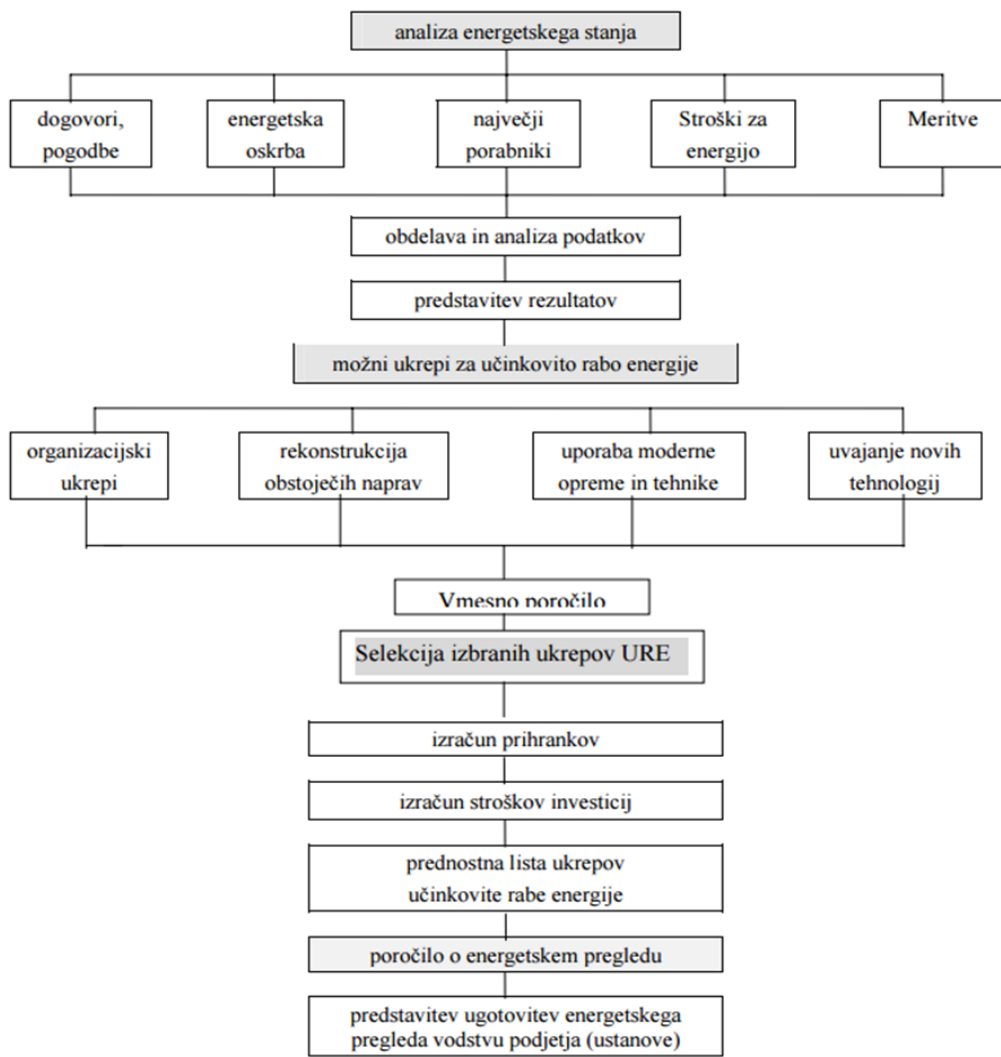 analiza energetskega stanja
dogovori,
pogodbe
energetska
oskrba
največji
porabniki
Stroški za
energijo
Meritve
obdelava in analiza podatkov
predstavitev rezultatov
možni ukrepi za učinkovito rabo energije
organizacijski
ukrepi
rekonstrukcija
obstoječih naprav
uporaba moderne
opreme in tehnike
uvajanje novih
tehnologij
Vmesno poročilo
Selekcija izbranih ukrepov URE
izračun prihrankov
izračun stroškov investicij
prednostna lista ukrepov
učinkovite rabe energije
poročilo o energetskem pregledu
predstavitev ugotovitev energetskega
pregleda vodstvu podjetja (ustanove)